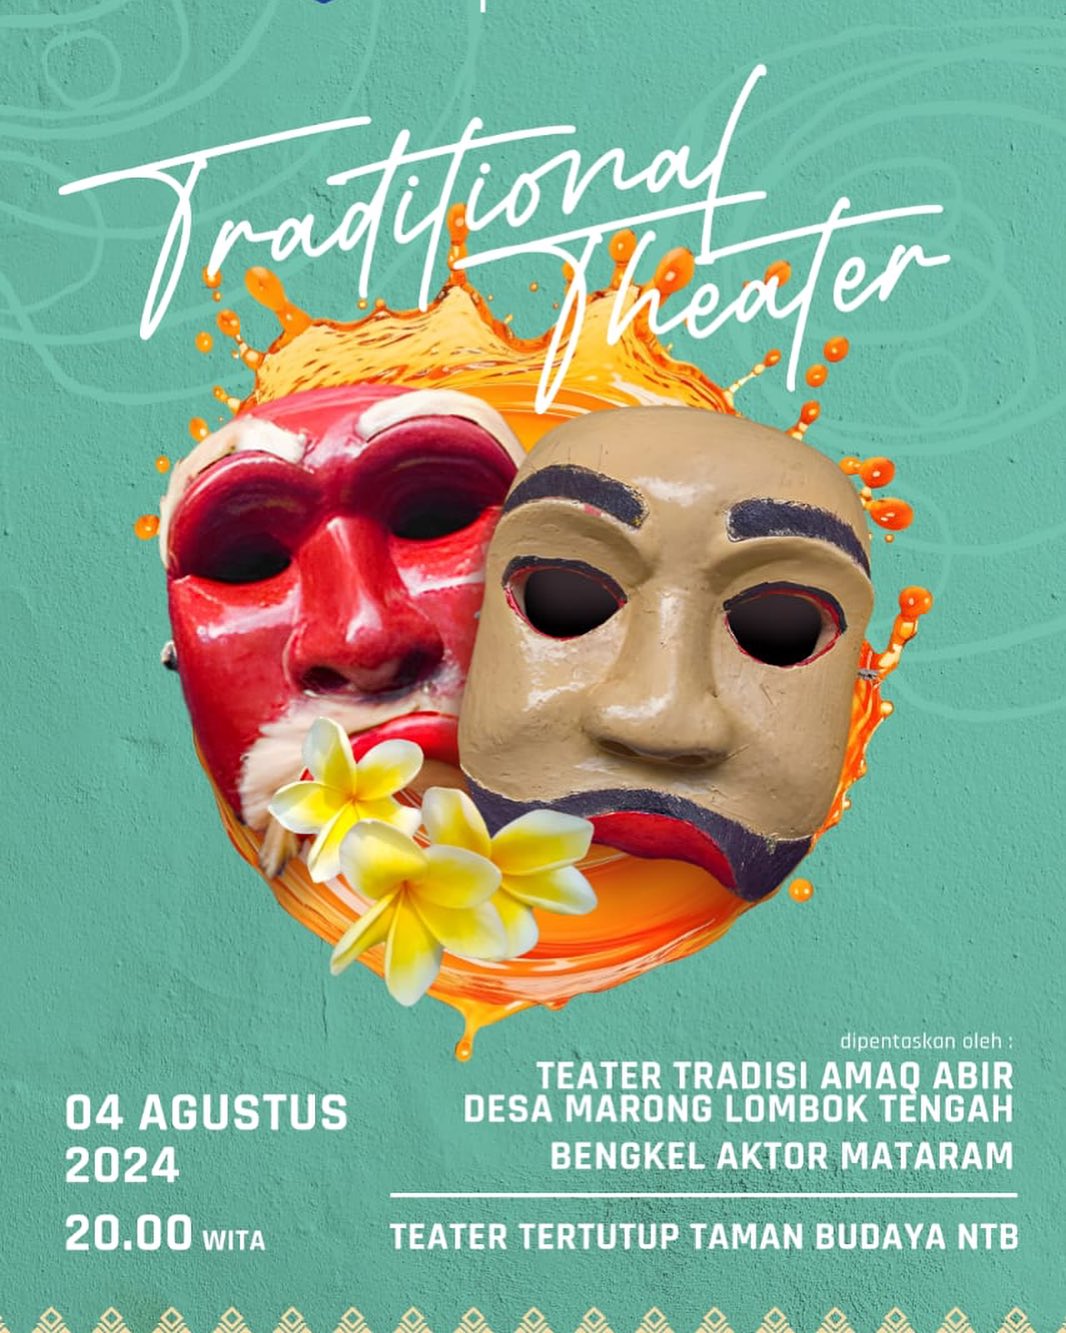 Traditional
Theater
dipentaskan oleh :
TEATER TRADISI AMAQ ABIR
DESA MARONG LOMBOK TENGAH
BENGKEL AKTOR MATARAM
04 AGUSTUS
2024
20.00 WITA
TEATER TERTUTUP TAMAN BUDAYA NTB